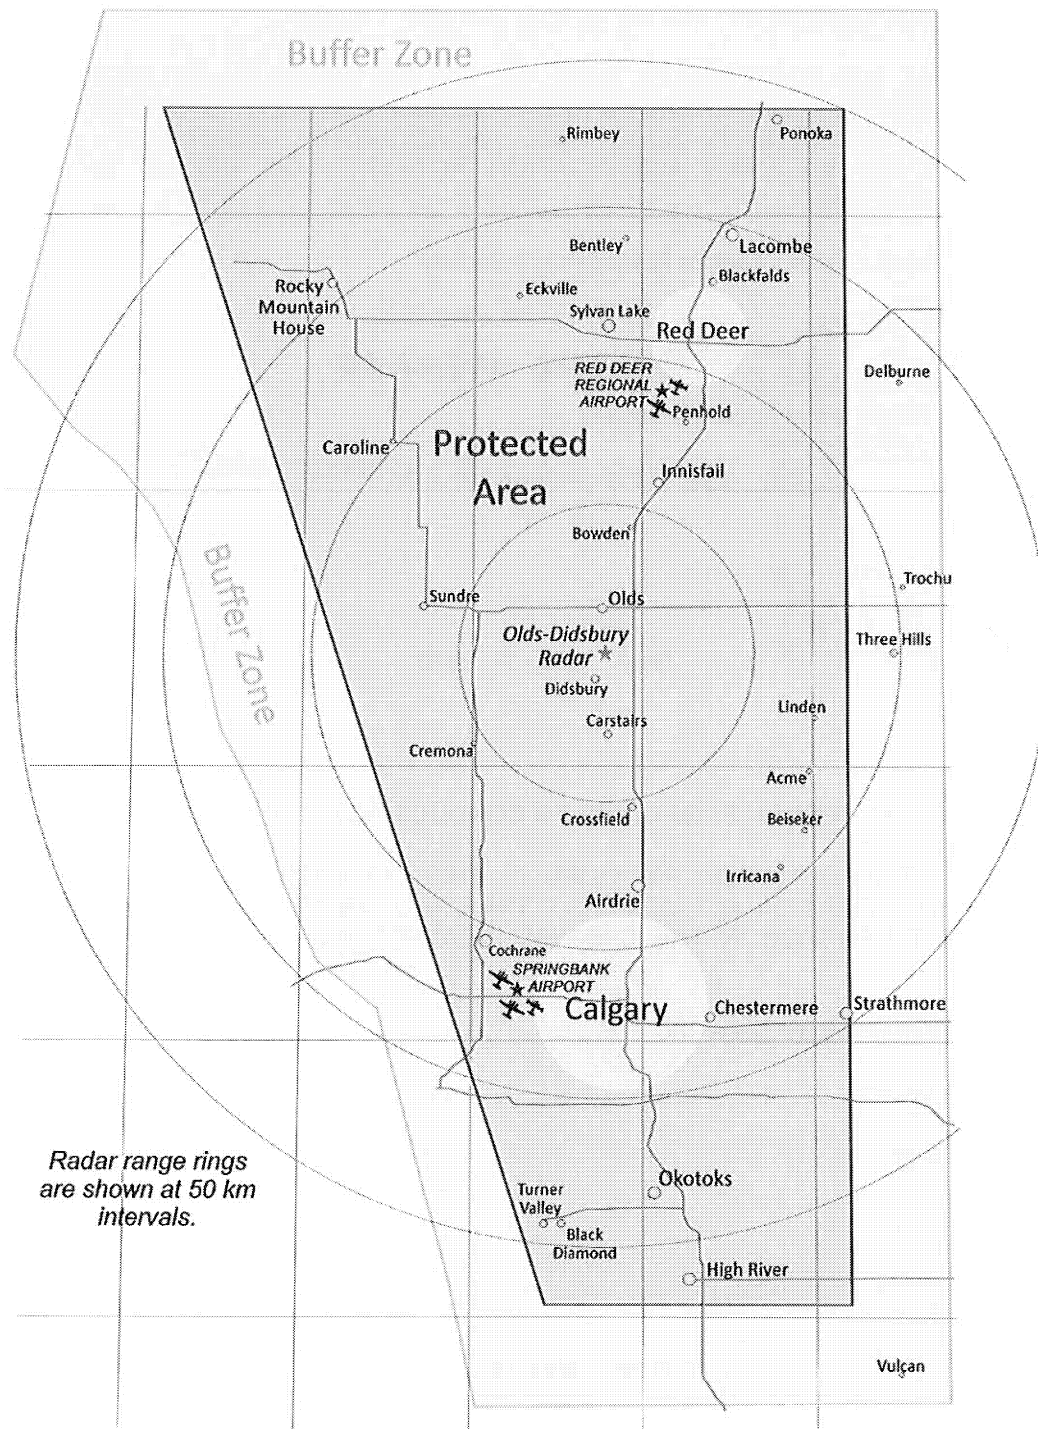 Buffer Zone
Rimbey
Ponoka
Bentley
Lacombe
Blackfalds
Eckville
Rocky
Mountain
House
Sylvan Lake
Red Deer
RED DEER
REGIONAL
AIRPORT
Delburne
Penhold
Caroline
Protected
Area
Innisfail
Bowden
Buffer Zone
Trochu
Sundre
Olds
Olds-Didsbury
Radar
Three Hills
Didsbury
Linden
Carstairs
Cremona
Acme
Crossfield
Beiseker
Irricana
Airdrie
Cochrane
SPRINGBANK
AIRPORT
Calgary
Chestermere
Strathmore
Radar range rings
are shown at 50 km
intervals.
Okotoks
Turner
Valley
Black
Diamond
High River
Vulcan